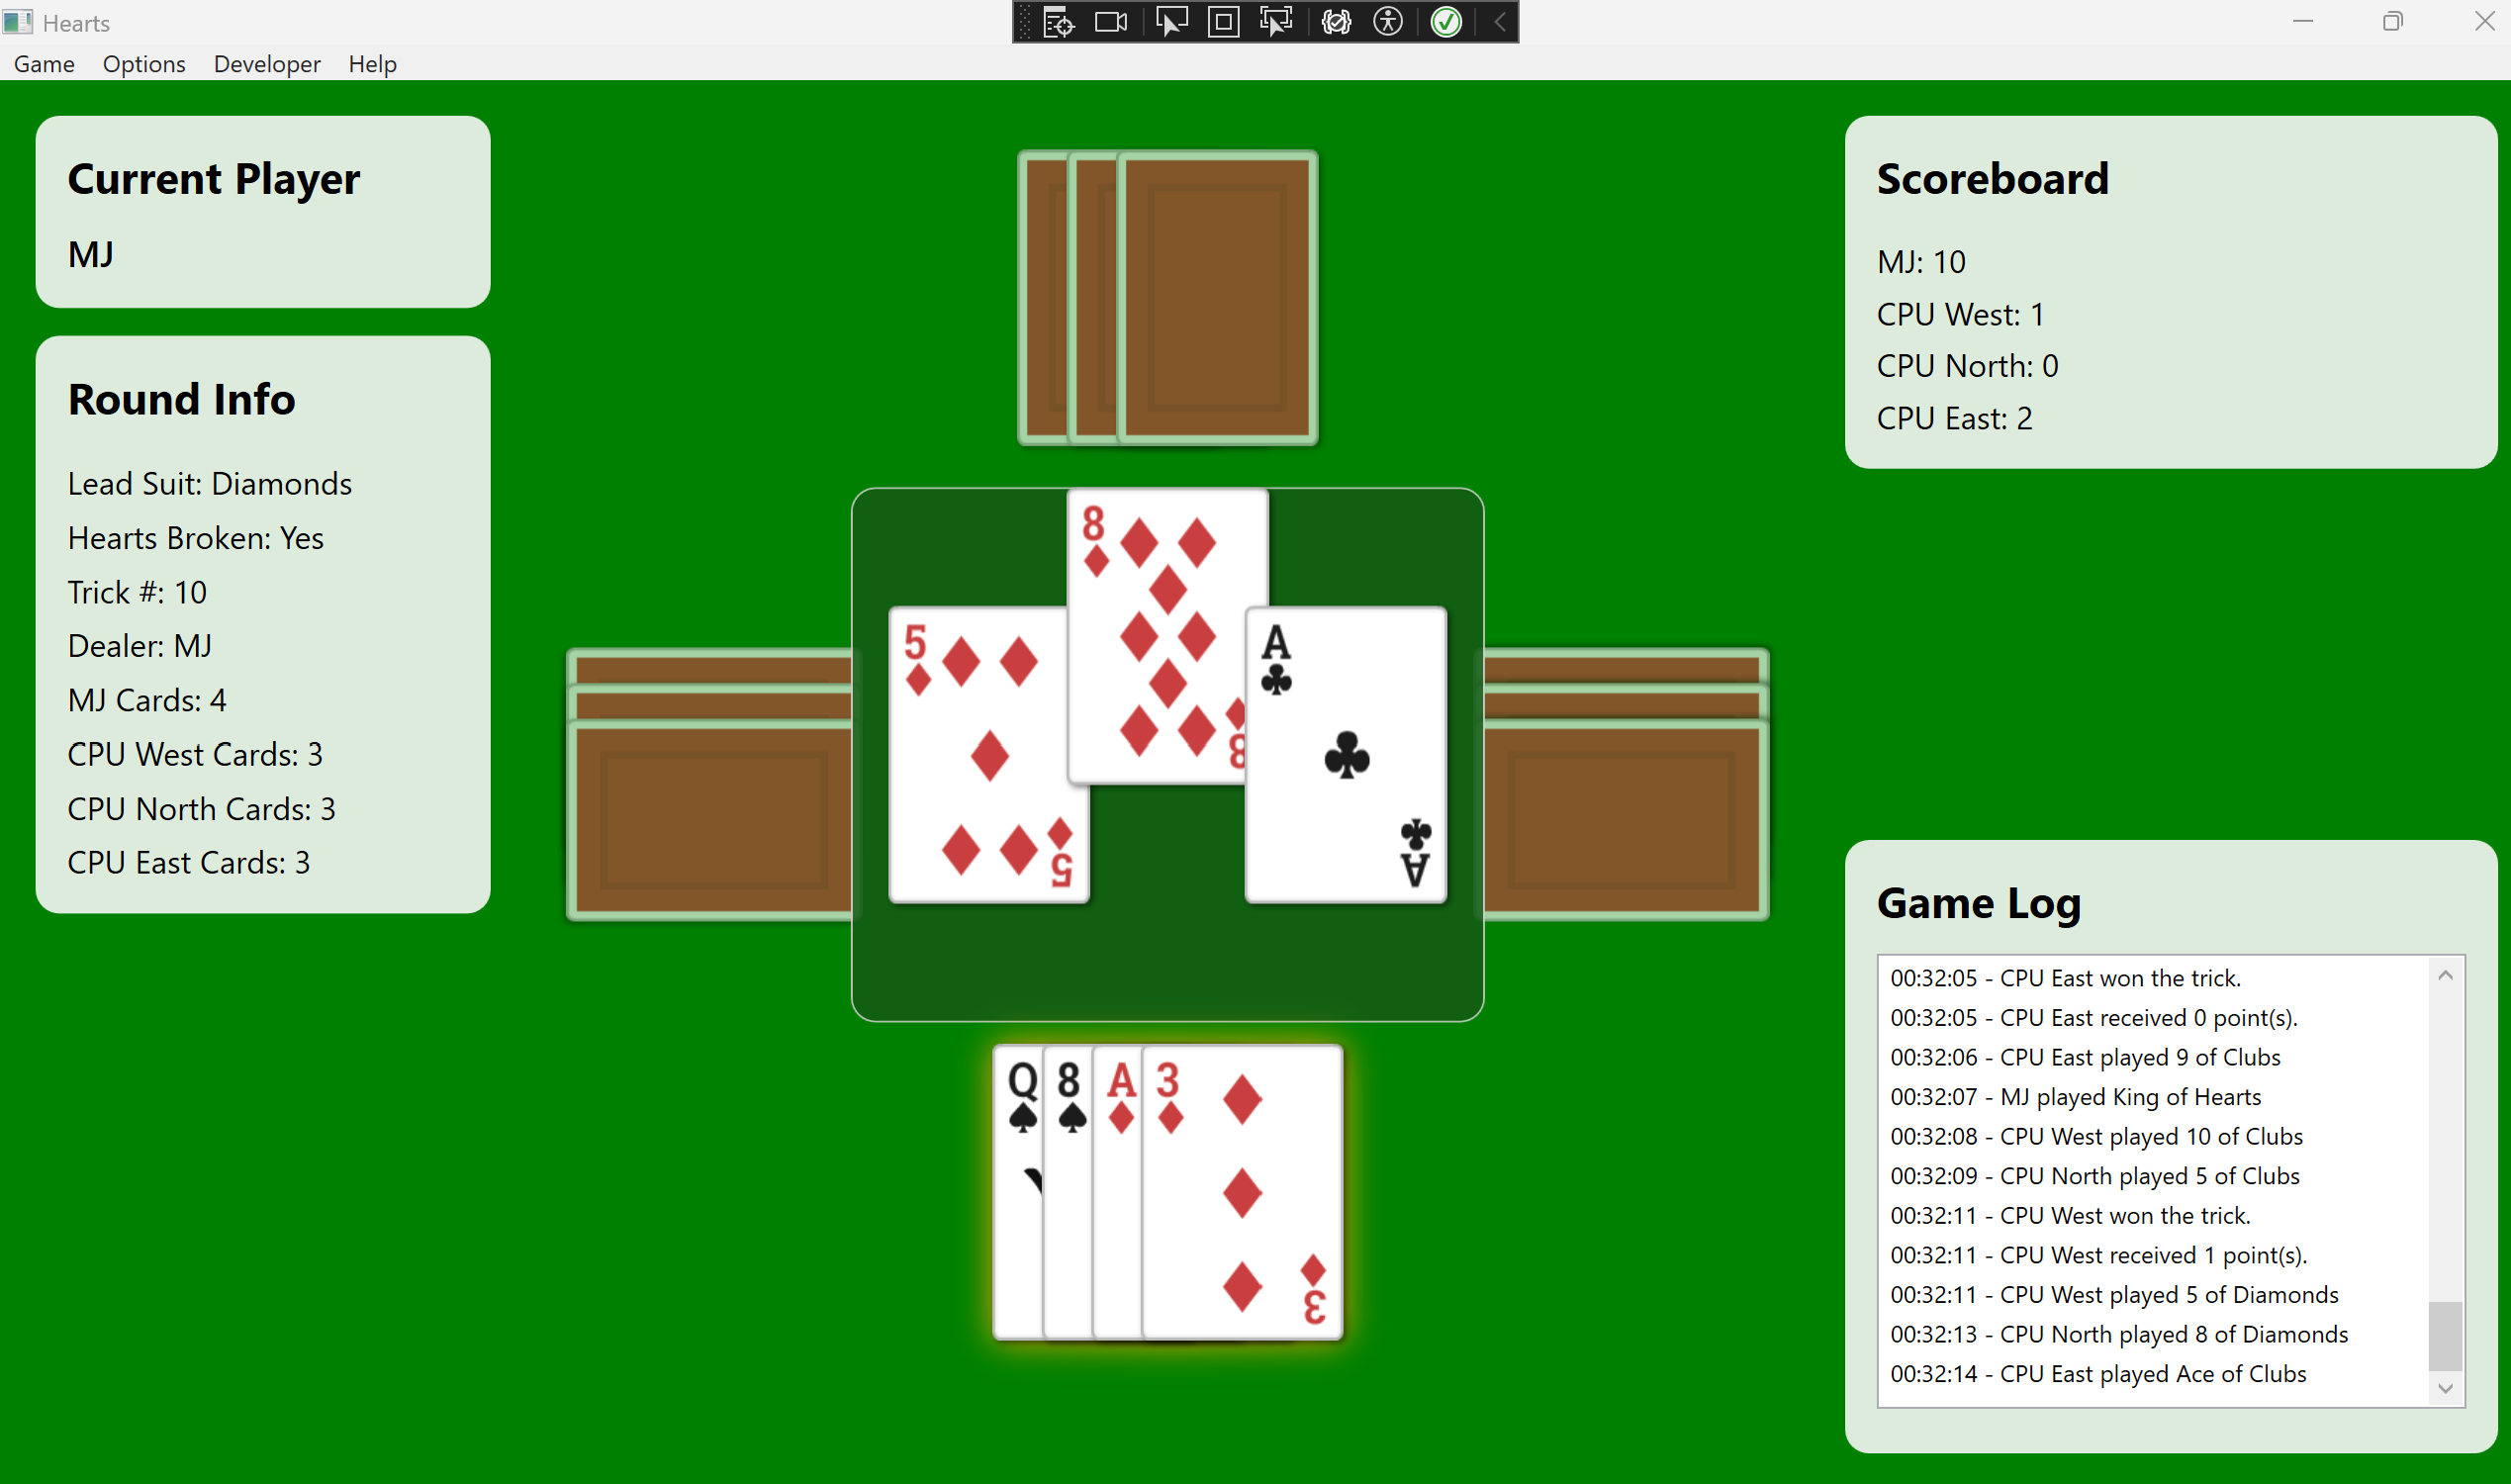 Hearts
Game Options Developer Help
Current Player
MJ
Round Info
Lead Suit: Diamonds
Hearts Broken: Yes
Trick #: 10
Dealer: MJ
MJ Cards: 4
CPU West Cards: 3
CPU North Cards: 3
CPU East Cards: 3
8
8
5
5
A
A
Q
8
A
3
3
Scoreboard
MJ: 10
CPU West: 1
CPU North: 0
CPU East: 2
Game Log
00:32:05 - CPU East won the trick.
00:32:05 - CPU East received 0 point(s).
00:32:06 - CPU East played 9 of Clubs
00:32:07 - MJ played King of Hearts
00:32:08 - CPU West played 10 of Clubs
00:32:09 - CPU North played 5 of Clubs
00:32:11 - CPU West won the trick.
00:32:11 - CPU West received 1 point(s).
00:32:11 - CPU West played 5 of Diamonds
00:32:13 - CPU North played 8 of Diamonds
00:32:14 - CPU East played Ace of Clubs